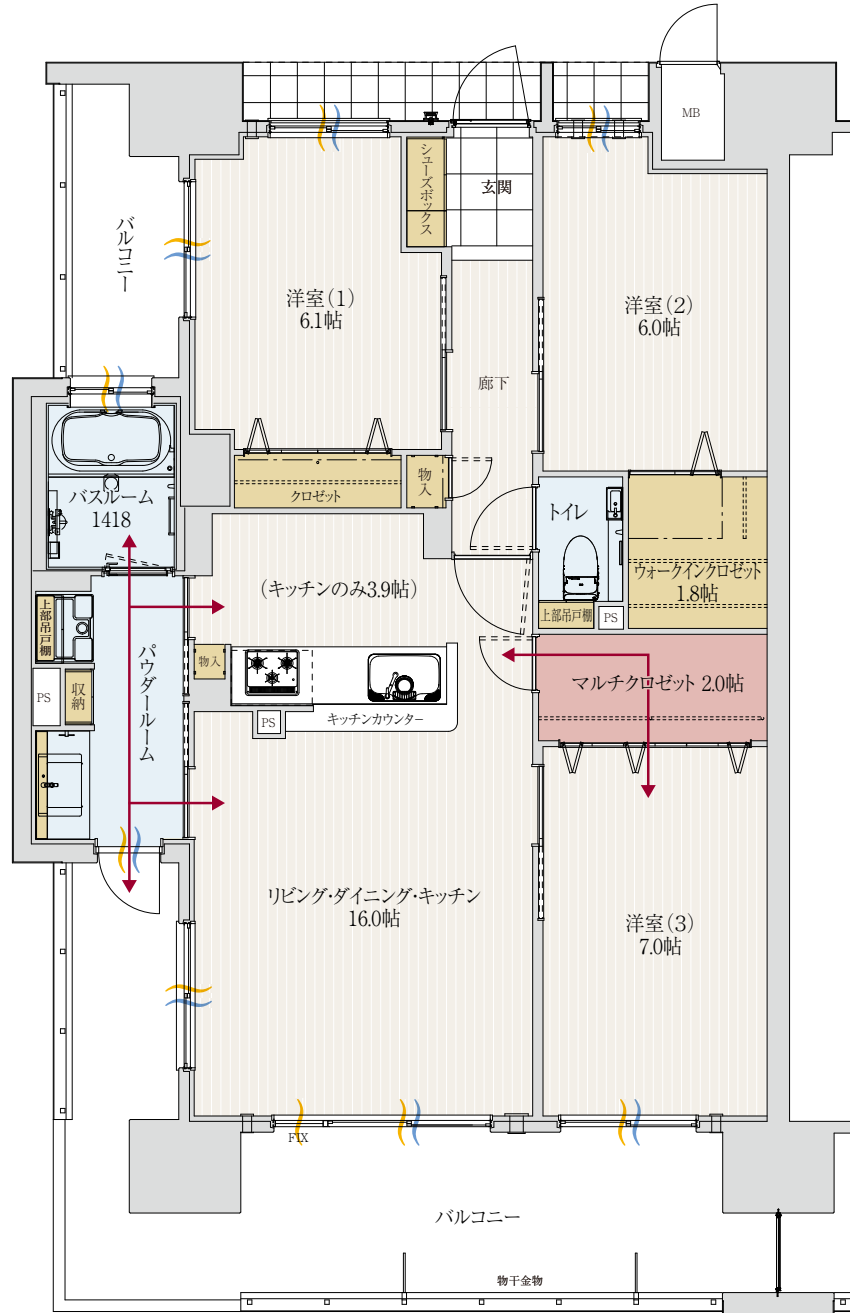 MB
シューズボックス
玄関
バルコニー
洋室(1)
6.1帖
洋室(2)
6.0帖
廊下
物入
クロゼット
バスルーム
1418
トイレ
ウォークインクロゼット
1.8帖
(キッチンのみ3.9帖)
上部吊戸棚
上部吊戸棚
PS
パウダールーム
物入
マルチクロゼット 2.0帖
PS
収納
PS
キッチンカウンター
リビング・ダイニング・キッチン
16.0帖
洋室(3)
7.0帖
FIX
バルコニー
物干金物